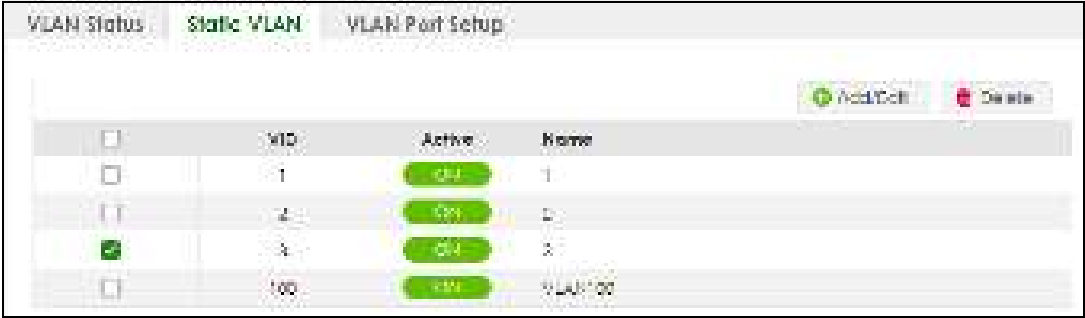 VLAN Status Static VLAN VLAN Port Setup
Add/Edit Delete
VID Active Name
1 ON 1
2 ON 2
3 ON 3
100 ON VLAN100